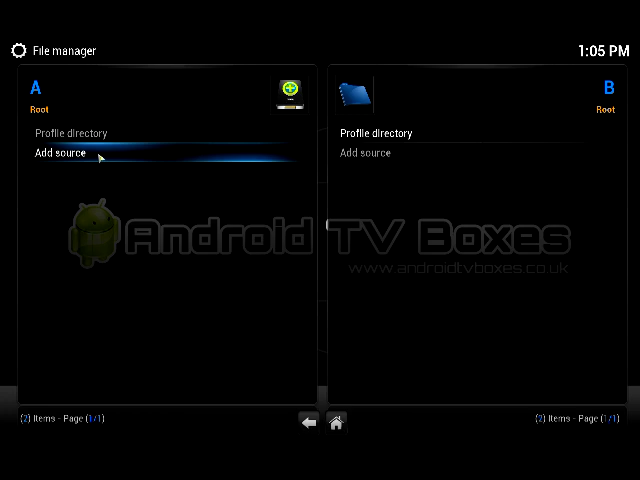 File manager
1:05 PM
A
Root
Profile directory
Add source
(2) Items - Page (1/1)
B
Root
Profile directory
Add source
(2) Items - Page (1/1)
Android TV Boxes
www.androidtvboxes.co.uk